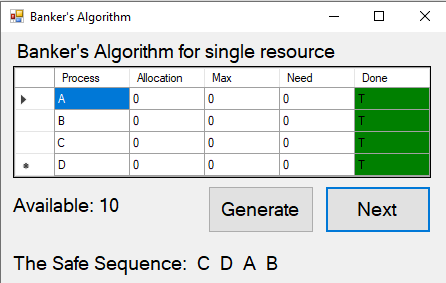 Banker's Algorithm
Banker's Algorithm for single resource
Process Allocation Max Need Done
A 0 0 0 T
B 0 0 0 T
C 0 0 0 T
D 0 0 0 T
Available: 10
Generate Next
The Safe Sequence: C D A B